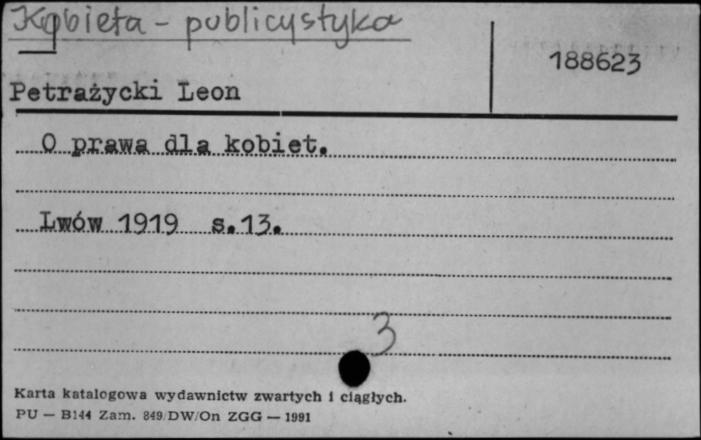 Kobieta - publicystyka
188623
Petrażycki Leon
O prawa dla kobiet.
Lwów 1919 s.13.
3
Karta katalogowa wydawnictw zwartych i ciągłych.
PU — B144 Zam. 849/DW/On ZGG — 1991